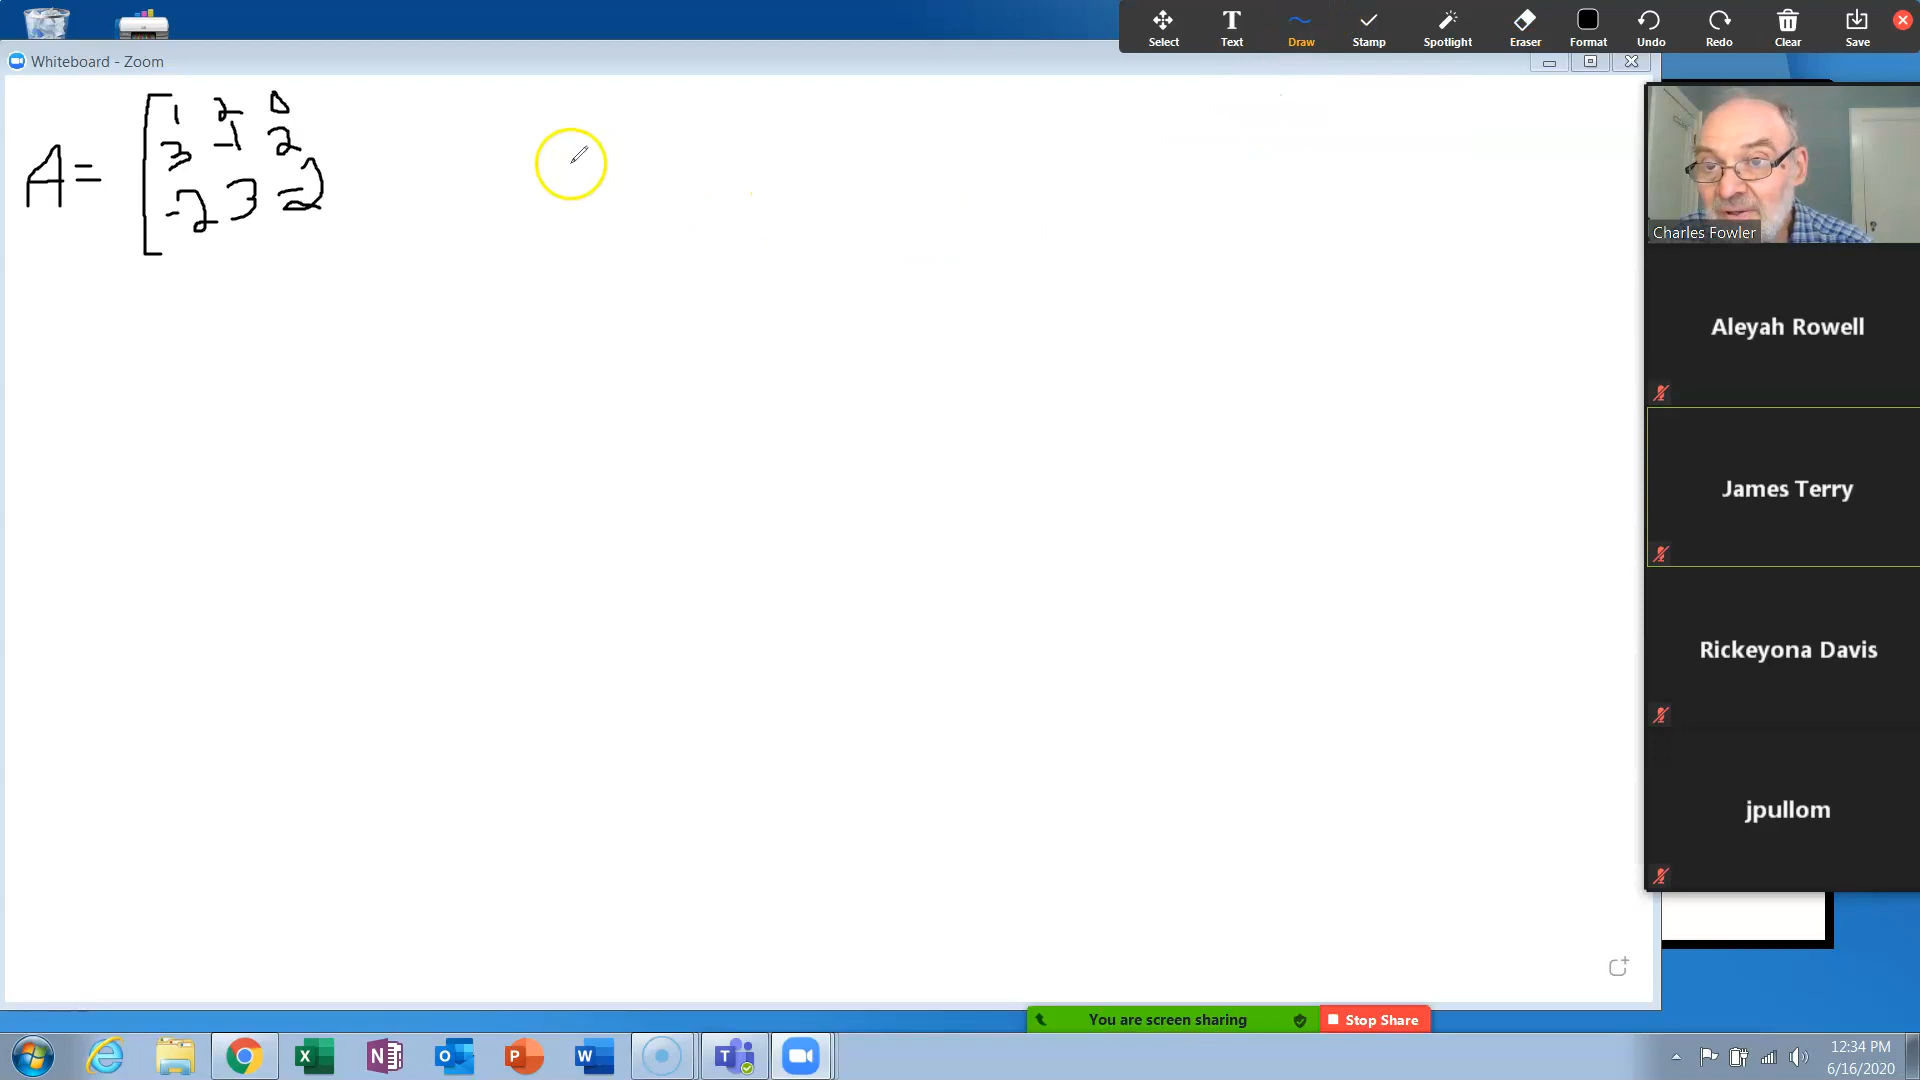 Select Text Draw Stamp Spotlight Eraser Format Undo Redo Clear Save
Whiteboard - Zoom
A = [ 1 2 0
3 -1 2
-2 3 -2
Charles Fowler
Aleyah Rowell
James Terry
Rickeyona Davis
jpullom
You are screen sharing Stop Share
12:34 PM
6/16/2020